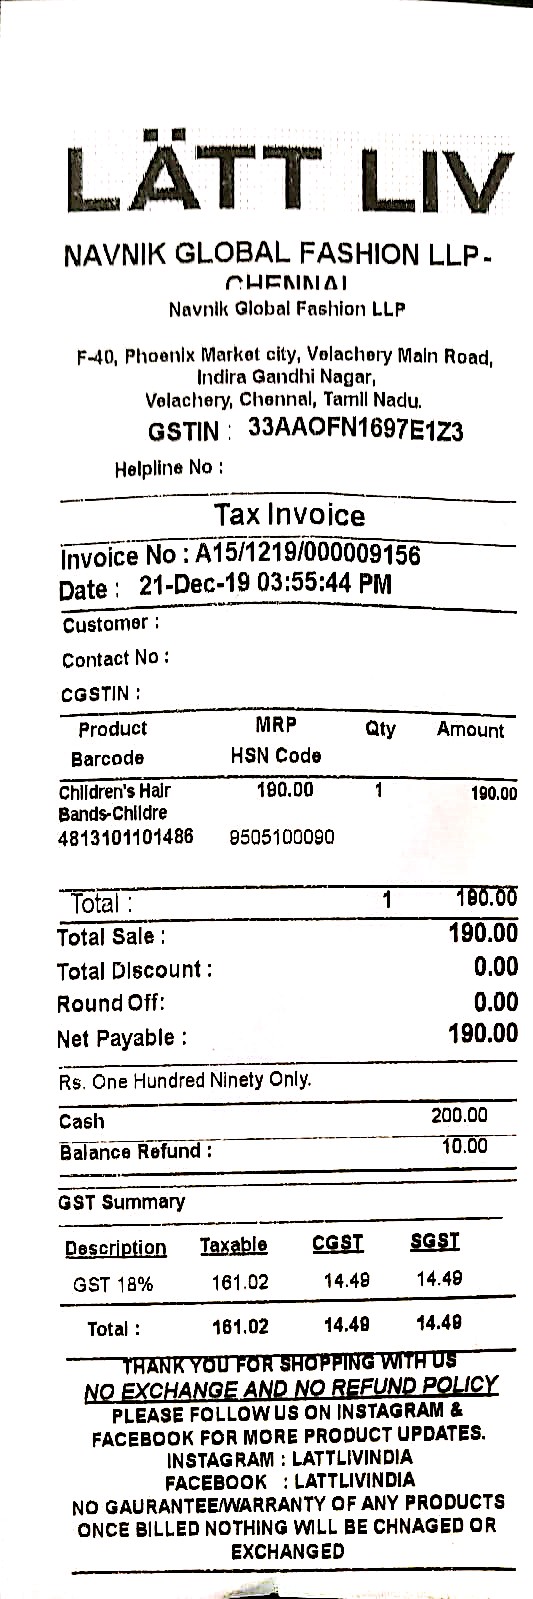 LÄTT LIV
NAVNIK GLOBAL FASHION LLP-
CHENNAI
Navnik Global Fashion LLP
F-40, Phoenix Market city, Velachery Main Road,
Indira Gandhi Nagar,
Velachery, Chennai, Tamil Nadu.
GSTIN : 33AAOFN1697E1Z3
Helpline No :
Tax Invoice
Invoice No : A15/1219/000009156
Date : 21-Dec-19 03:55:44 PM
Customer :
Contact No :
CGSTIN :
Product MRP Qty Amount
Barcode HSN Code
Children's Hair 190.00 1 190.00
Bands-Childre
4813101101486 9505100090
Total : 1 190.00
Total Sale : 190.00
Total Discount : 0.00
Round Off: 0.00
Net Payable : 190.00
Rs. One Hundred Ninety Only.
Cash 200.00
Balance Refund : 10.00
GST Summary
Description Taxable CGST SGST
GST 18% 161.02 14.49 14.49
Total : 161.02 14.49 14.49
THANK YOU FOR SHOPPING WITH US
NO EXCHANGE AND NO REFUND POLICY
PLEASE FOLLOW US ON INSTAGRAM &
FACEBOOK FOR MORE PRODUCT UPDATES.
INSTAGRAM : LATTLIVINDIA
FACEBOOK : LATTLIVINDIA
NO GAURANTEE/WARRANTY OF ANY PRODUCTS
ONCE BILLED NOTHING WILL BE CHNAGED OR
EXCHANGED